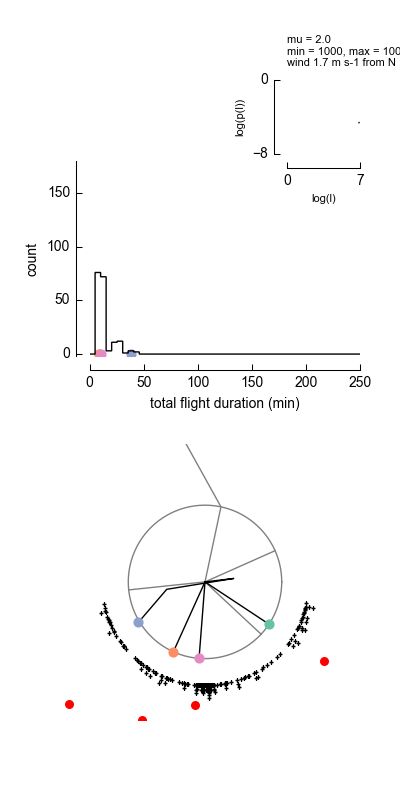 mu = 2.0
min = 1000, max = 100
wind 1.7 m s-1 from N
0
log(p(l))
−8
0
7
log(l)
150
100
50
0
count
0
50
100
150
200
250
total flight duration (min)